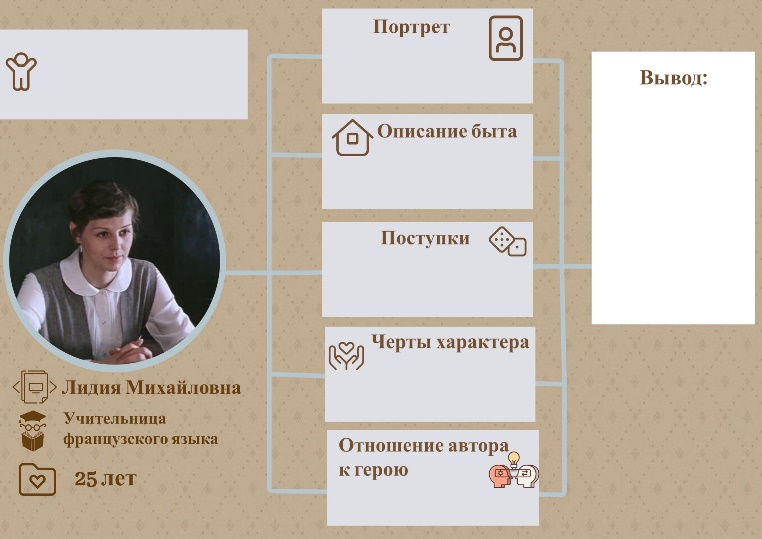 Портрет
Описание быта
Поступки
Черты характера
Отношение автора
к герою
Вывод:
Лидия Михайловна
Учительница
французского языка
25 лет